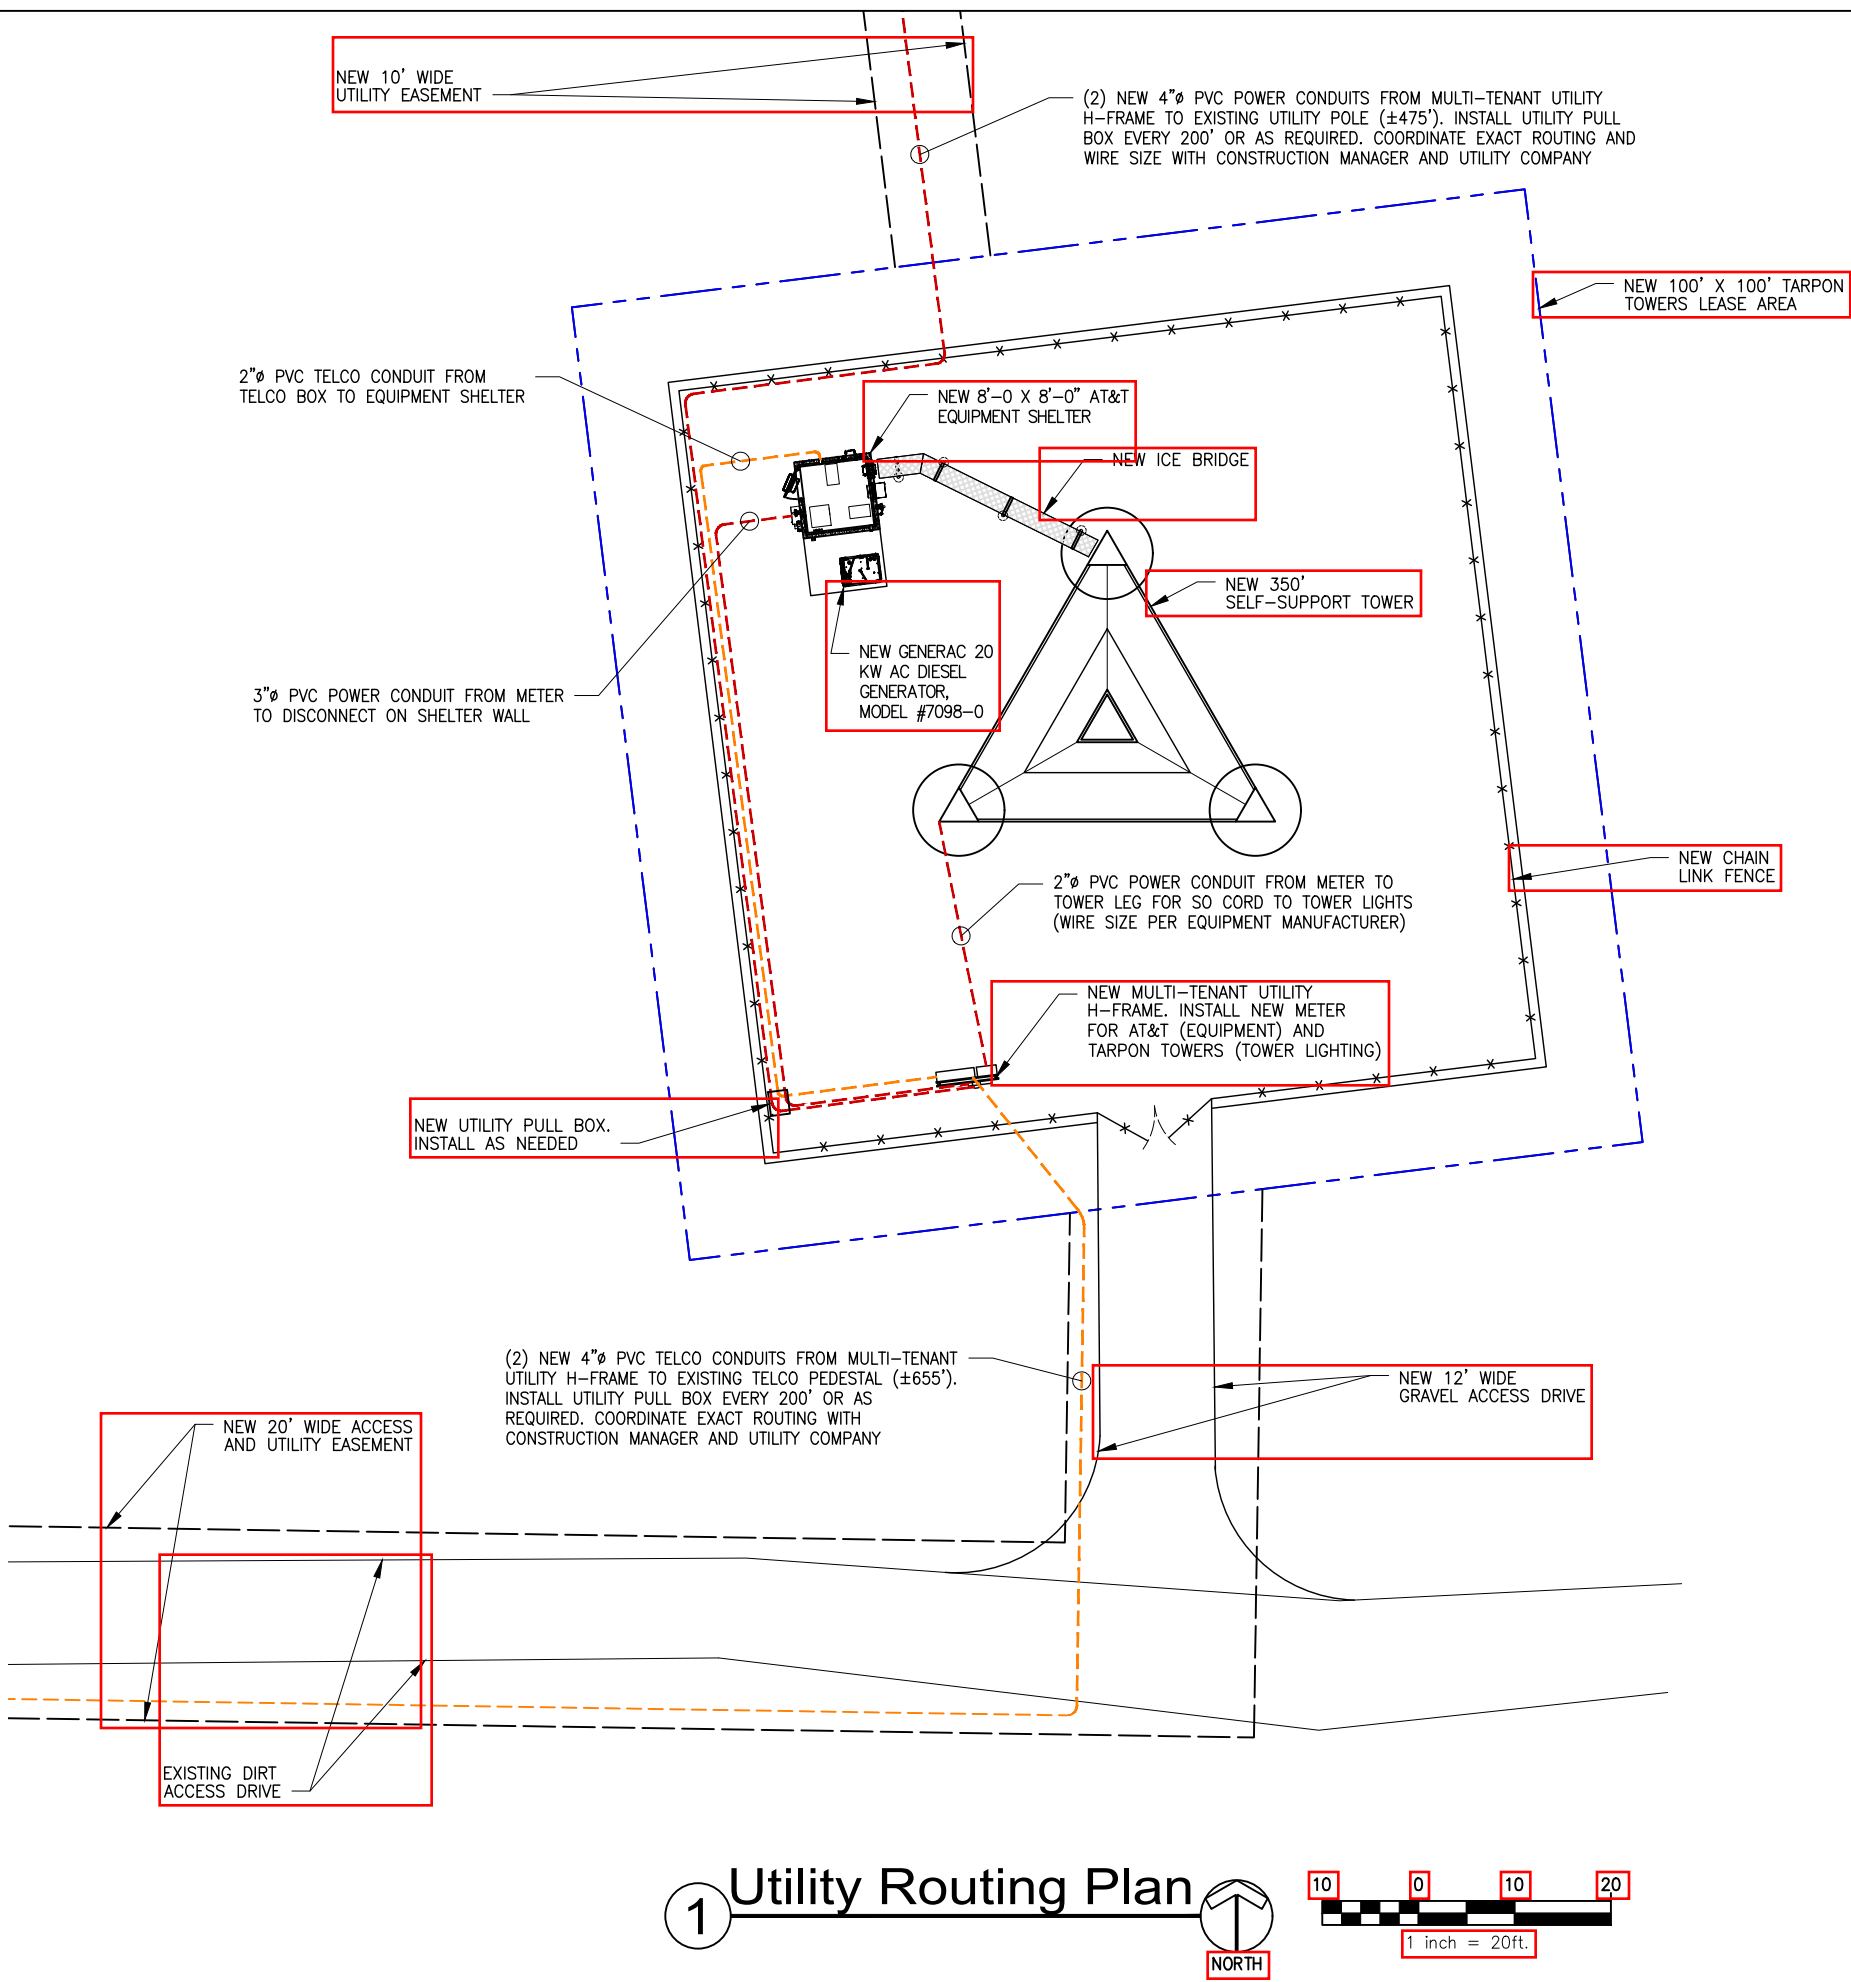 NEW 10' WIDE
UTILITY EASEMENT
(2) NEW 4"ø PVC POWER CONDUITS FROM MULTI-TENANT UTILITY
H-FRAME TO EXISTING UTILITY POLE (±475'). INSTALL UTILITY PULL
BOX EVERY 200' OR AS REQUIRED. COORDINATE EXACT ROUTING AND
WIRE SIZE WITH CONSTRUCTION MANAGER AND UTILITY COMPANY
NEW 100' X 100' TARPON
TOWERS LEASE AREA
2"ø PVC TELCO CONDUIT FROM
TELCO BOX TO EQUIPMENT SHELTER
NEW 8'-0 X 8'-0" AT&T
EQUIPMENT SHELTER
NEW ICE BRIDGE
NEW 350'
SELF-SUPPORT TOWER
NEW GENERAC 20
KW AC DIESEL
GENERATOR,
MODEL #7098-0
3"ø PVC POWER CONDUIT FROM METER
TO DISCONNECT ON SHELTER WALL
NEW CHAIN
LINK FENCE
2"ø PVC POWER CONDUIT FROM METER TO
TOWER LEG FOR SO CORD TO TOWER LIGHTS
(WIRE SIZE PER EQUIPMENT MANUFACTURER)
NEW MULTI-TENANT UTILITY
H-FRAME. INSTALL NEW METER
FOR AT&T (EQUIPMENT) AND
TARPON TOWERS (TOWER LIGHTING)
NEW UTILITY PULL BOX.
INSTALL AS NEEDED
(2) NEW 4"ø PVC TELCO CONDUITS FROM MULTI-TENANT
UTILITY H-FRAME TO EXISTING TELCO PEDESTAL (±655').
INSTALL UTILITY PULL BOX EVERY 200' OR AS
REQUIRED. COORDINATE EXACT ROUTING WITH
CONSTRUCTION MANAGER AND UTILITY COMPANY
NEW 12' WIDE
GRAVEL ACCESS DRIVE
NEW 20' WIDE ACCESS
AND UTILITY EASEMENT
EXISTING DIRT
ACCESS DRIVE
1 Utility Routing Plan
NORTH
10 0 10 20
1 inch = 20ft.